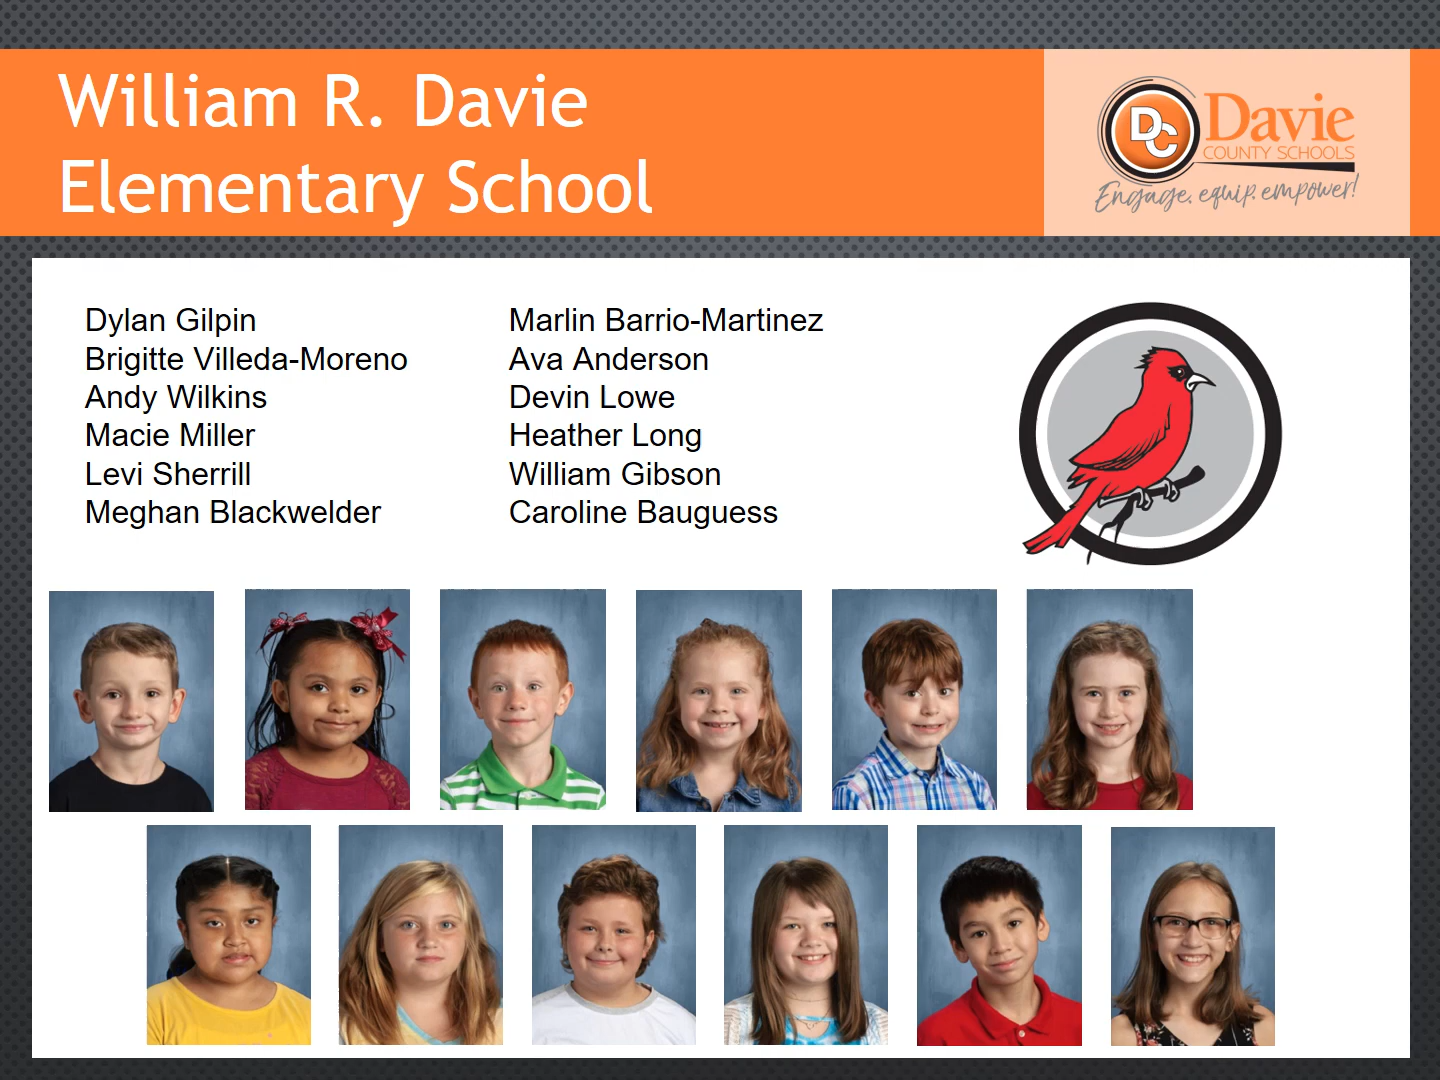 William R. Davie
Elementary School
DC
Davie
COUNTY SCHOOLS
Engage. equip. empower!
Dylan Gilpin
Brigitte Villeda-Moreno
Andy Wilkins
Macie Miller
Levi Sherrill
Meghan Blackwelder
Marlin Barrio-Martinez
Ava Anderson
Devin Lowe
Heather Long
William Gibson
Caroline Bauguess